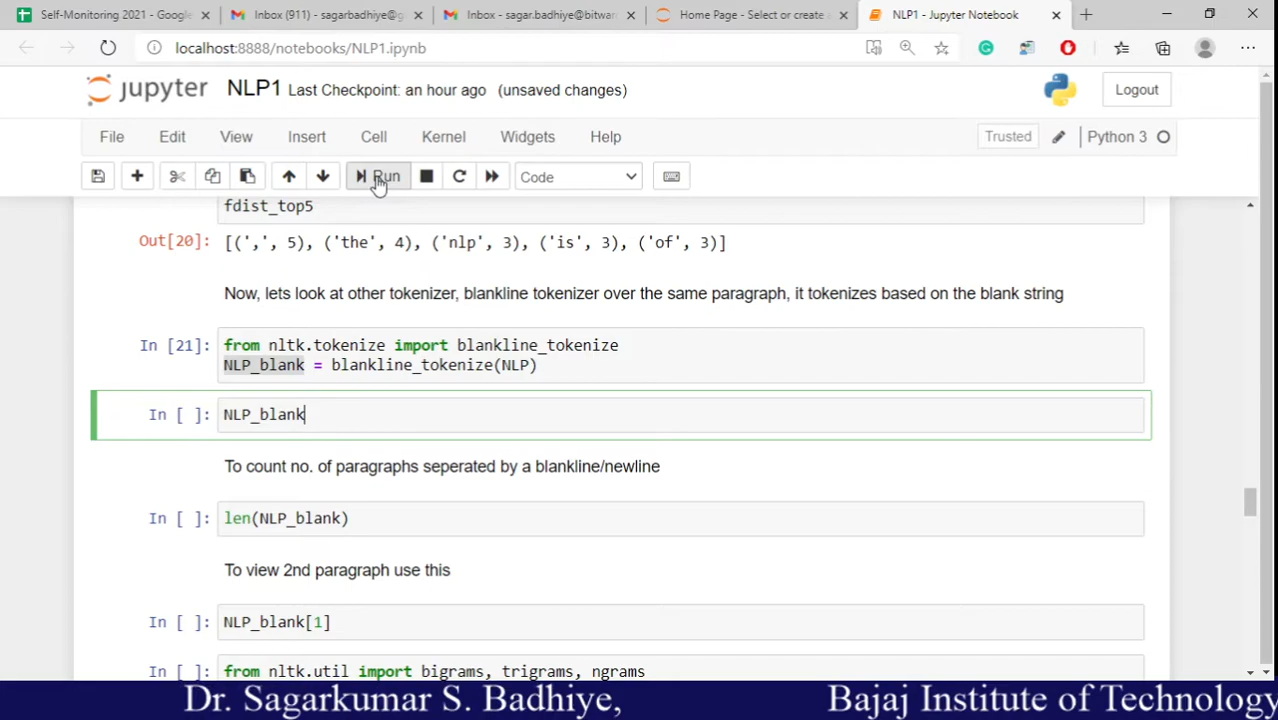 Self-Monitoring 2021 - Google
Inbox (911) - sagarbadhiye@g
Inbox - sagar.badhiye@bitwar
Home Page - Select or create a
NLP1 - Jupyter Notebook
localhost:8888/notebooks/NLP1.ipynb
jupyter NLP1 Last Checkpoint: an hour ago (unsaved changes)
Logout
File Edit View Insert Cell Kernel Widgets Help
Trusted
Python 3
Run
Code
fdist_top5
Out[20]: [(',', 5), ('the', 4), ('nlp', 3), ('is', 3), ('of', 3)]
Now, lets look at other tokenizer, blankline tokenizer over the same paragraph, it tokenizes based on the blank string
In [21]: from nltk.tokenize import blankline_tokenize
NLP_blank = blankline_tokenize(NLP)
In [ ]: NLP_blank
To count no. of paragraphs seperated by a blankline/newline
In [ ]: len(NLP_blank)
To view 2nd paragraph use this
In [ ]: NLP_blank[1]
In [ ]: from nltk.util import bigrams, trigrams, ngrams
Dr. Sagarkumar S. Badhiye, Bajaj Institute of Technology